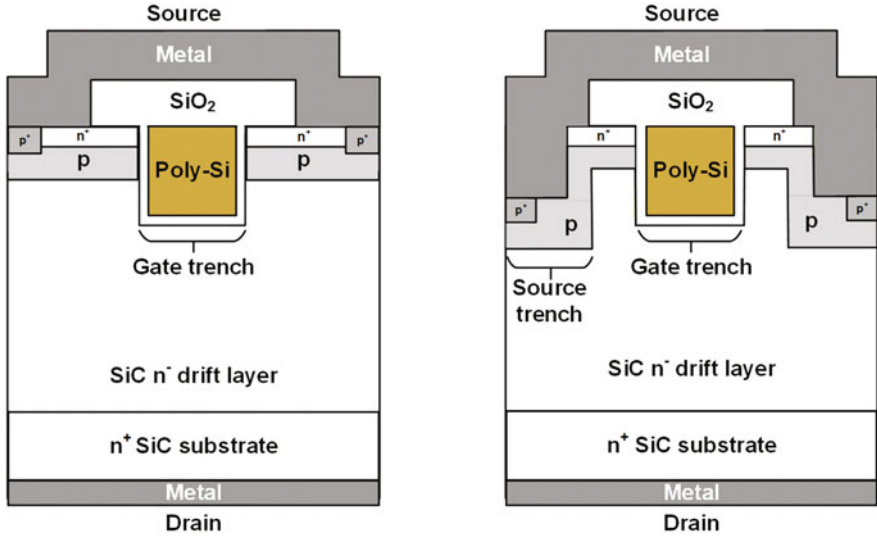 Source
Metal
SiO₂
p⁺
n⁺
n⁺
p⁺
p
Poly-Si
p
Gate trench
SiC n⁻ drift layer
n⁺ SiC substrate
Metal
Drain
Source
Metal
SiO₂
n⁺
n⁺
Poly-Si
p⁺
p
p
p⁺
Source
trench
Gate trench
SiC n⁻ drift layer
n⁺ SiC substrate
Metal
Drain